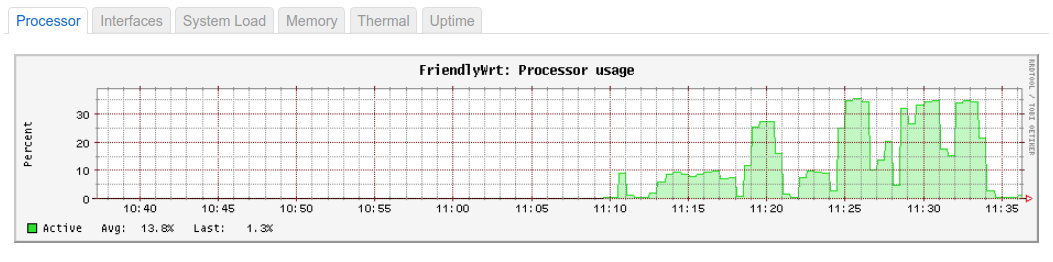 Processor Interfaces System Load Memory Thermal Uptime
FriendlyWrt: Processor usage
RRDTOOL / TOBI OETIKER
Percent
30
20
10
0
10:40 10:45 10:50 10:55 11:00 11:05 11:10 11:15 11:20 11:25 11:30 11:35
Active Avg: 13.8% Last: 1.3%